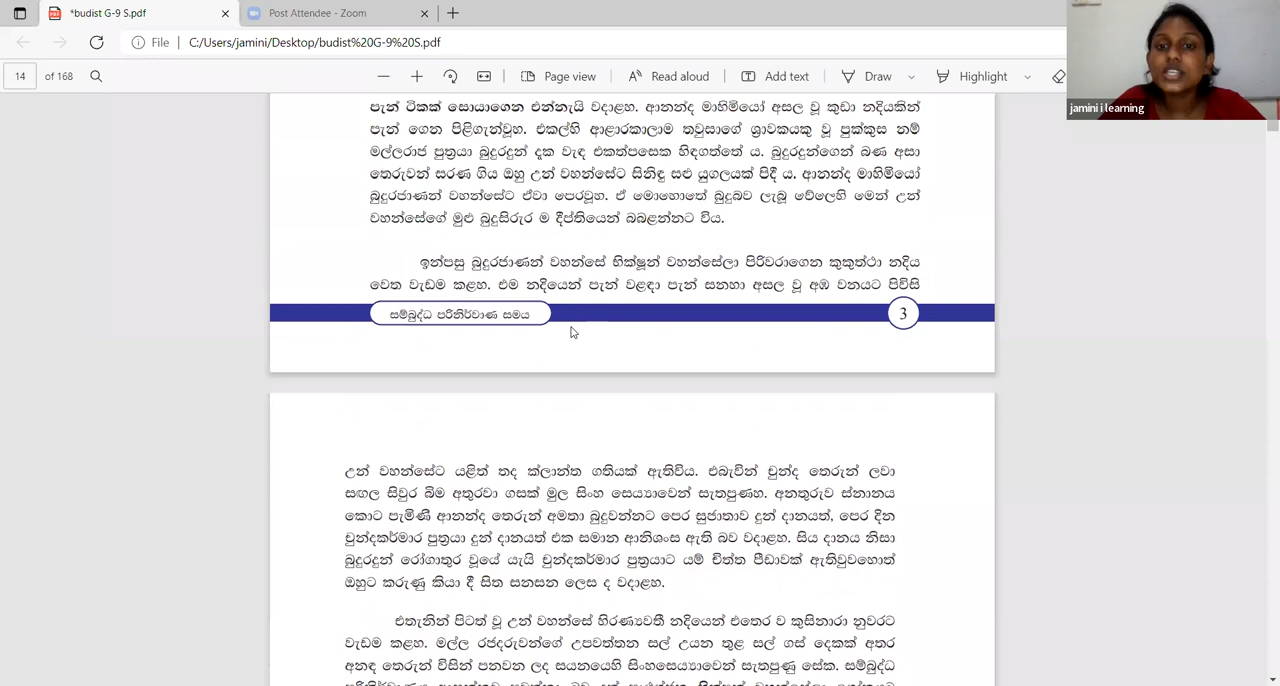 *budist G-9 S.pdf
Post Attendee - Zoom
File
C:/Users/jamini/Desktop/budist%20G-9%20S.pdf
14 of 168
Page view
Read aloud
Add text
Draw
Highlight
jamini i learning
පැන් ටිකක් සොයාගෙන එන්නැයි වදාළහ. ආනන්ද මාහිමියෝ අසල වූ කුඩා නදියකින්
පැන් ගෙන පිළිගැන්වූහ. එකල්හි ආළාරකාලාම තවුසාගේ ශ්‍රාවකයකු වූ පුක්කුස නම්
මල්ලරාජ පුත්‍රයා බුදුරදුන් දැක වැඳ එකත්පසෙක හිඳගත්තේ ය. බුදුරදුන්ගෙන් බණ අසා
තෙරුවන් සරණ ගිය ඔහු උන් වහන්සේට සිනිඳු සළු යුගලයක් පිදී ය. ආනන්ද මාහිමියෝ
බුදුරජාණන් වහන්සේට ඒවා පෙරවූහ. ඒ මොහොතේ බුදුබව ලැබූ වේලෙහි මෙන් උන්
වහන්සේගේ මුළු බුදුසිරුර ම දීප්තියෙන් බබළන්නට විය.
ඉන්පසු බුදුරජාණන් වහන්සේ භික්ෂූන් වහන්සේලා පිරිවරාගෙන කුකුත්ථා නදිය
වෙත වැඩම කළහ. එම නදියෙන් පැන් වළඳා පැන් සනහා අසල වූ අඹ වනයට පිවිසි
සම්බුද්ධ පරිනිර්වාණ සමය
3
උන් වහන්සේට යළිත් තද ක්ලාන්ත ගතියක් ඇතිවිය. එබැවින් චුන්ද තෙරුන් ලවා
සඟල සිවුර බිම අතුරවා ගසක් මුල සිංහ සෙය්‍යාවෙන් සැතපුණහ. අනතුරුව ස්නානය
කොට පැමිණි ආනන්ද තෙරුන් අමතා බුදුවන්නට පෙර සුජාතාව දුන් දානයත්, පෙර දින
චුන්දකර්මාර පුත්‍රයා දුන් දානයත් එක සමාන ආනිශංස ඇති බව වදාළහ. සිය දානය නිසා
බුදුරදුන් රෝගාතුර වූයේ යැයි චුන්දකර්මාර පුත්‍රයාට යම් චිත්ත පීඩාවක් ඇතිවුවහොත්
ඔහුට කරුණු කියා දී සිත සනසන ලෙස ද වදාළහ.
එතැනින් පිටත් වූ උන් වහන්සේ හිරණ්‍යවතී නදියෙන් එතෙර ව කුසිනාරා නුවරට
වැඩම කළහ. මල්ල රජදරුවන්ගේ උපවත්තන සල් උයන තුළ සල් ගස් දෙකක් අතර
අනඳ තෙරුන් විසින් පනවන ලද සයනයෙහි සිංහසෙය්‍යාවෙන් සැතපුණු සේක. සම්බුද්ධ